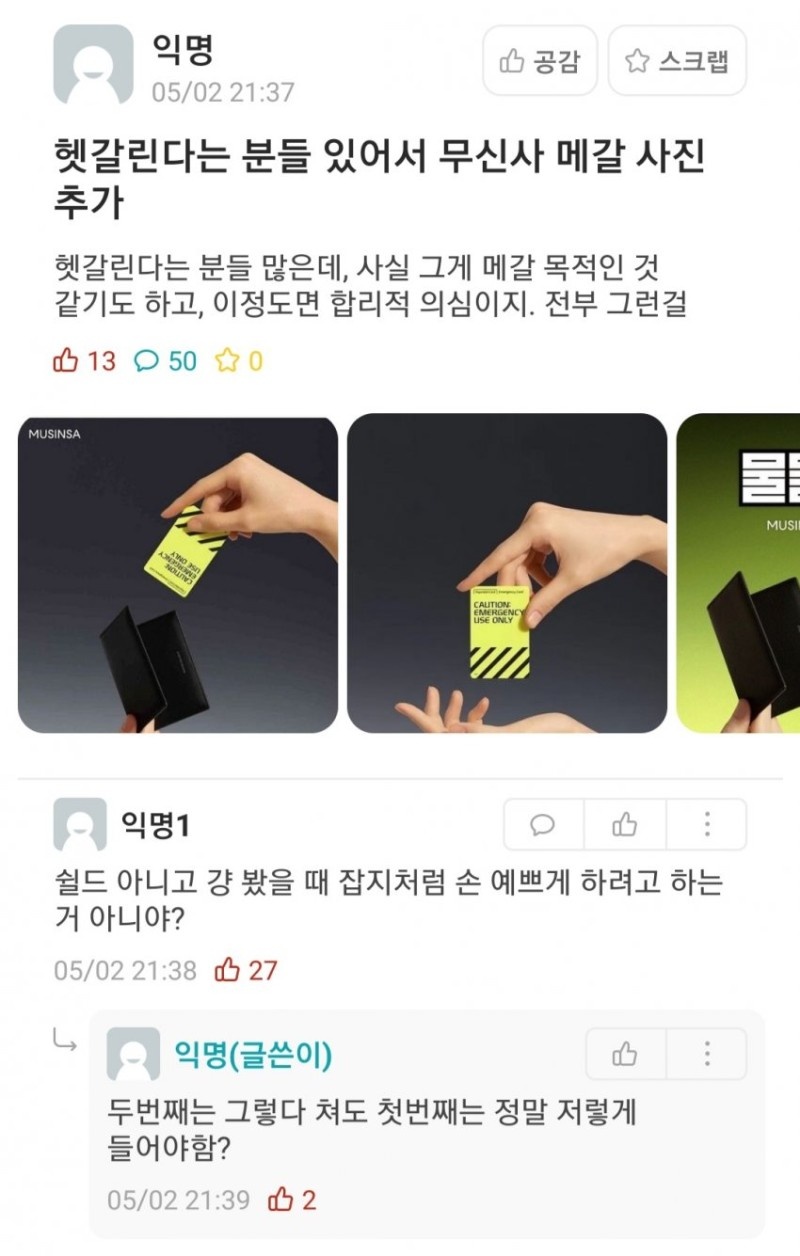 익명
05/02 21:37
공감
스크랩
헷갈린다는 분들 있어서 무신사 메갈 사진
추가
헷갈린다는 분들 많은데, 사실 그게 메갈 목적인 것
같기도 하고, 이정도면 합리적 의심이지. 전부 그런걸
13 50 0
MUSINSA
CAUTION:
EMERGENCY
USE ONLY
CAUTION:
EMERGENCY
USE ONLY
물
MUSI
익명1
쉴드 아니고 걍 봤을 때 잡지처럼 손 예쁘게 하려고 하는
거 아니야?
05/02 21:38 27
익명(글쓴이)
두번째는 그렇다 쳐도 첫번째는 정말 저렇게
들어야함?
05/02 21:39 2